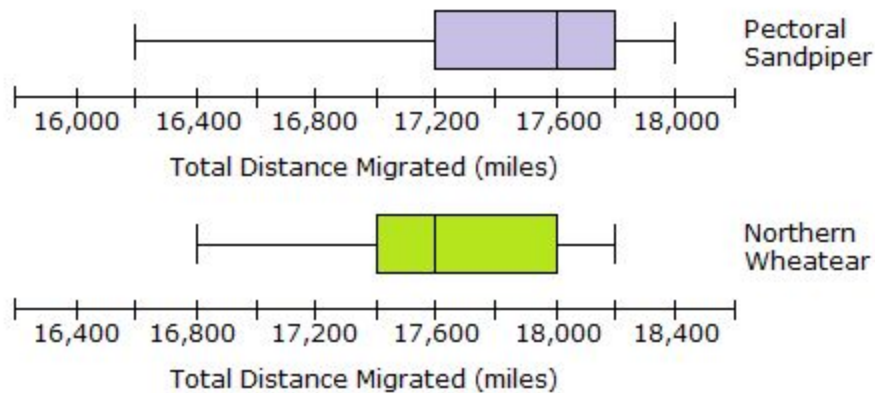 Pectoral
Sandpiper
16,000 16,400 16,800 17,200 17,600 18,000
Total Distance Migrated (miles)
Northern
Wheatear
16,400 16,800 17,200 17,600 18,000 18,400
Total Distance Migrated (miles)